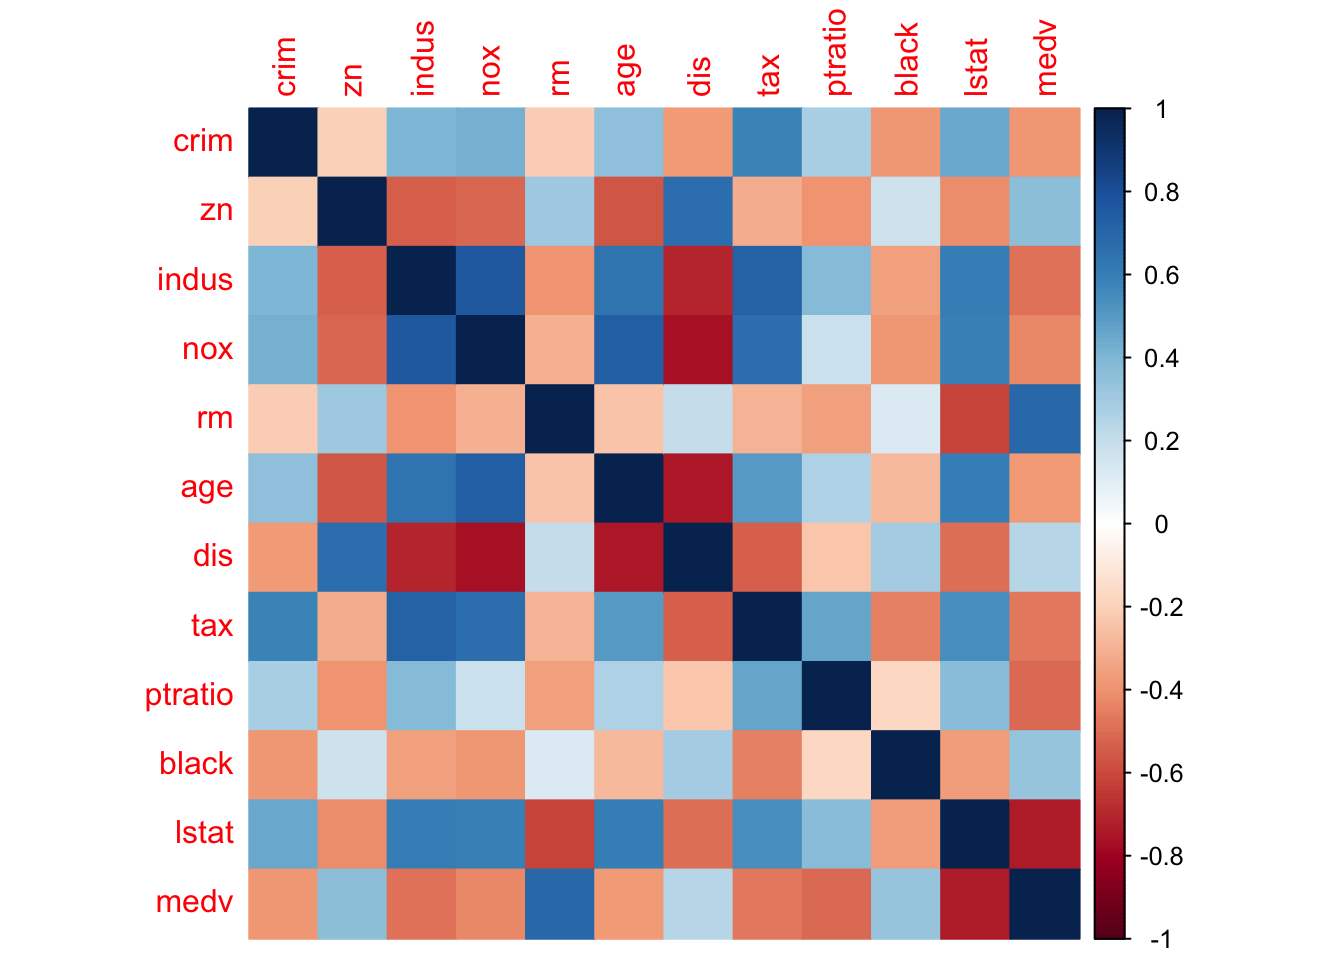 crim
zn
indus
nox
rm
age
dis
tax
ptratio
black
lstat
medv
crim
zn
indus
nox
rm
age
dis
tax
ptratio
black
lstat
medv
1
0.8
0.6
0.4
0.2
0
-0.2
-0.4
-0.6
-0.8
-1